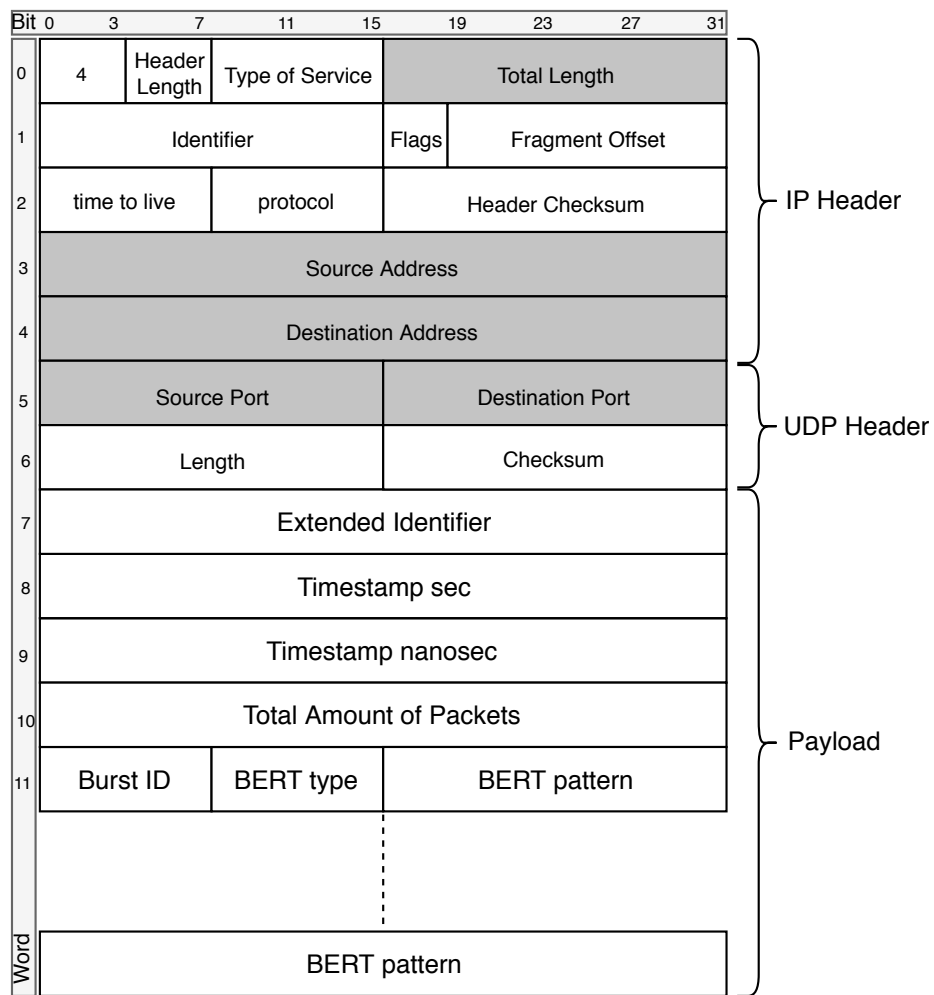 Bit 0 3 7 11 15 19 23 27 31
0 4 Header Length Type of Service Total Length
1 Identifier Flags Fragment Offset
2 time to live protocol Header Checksum
IP Header
3 Source Address
4 Destination Address
5 Source Port Destination Port
UDP Header
6 Length Checksum
7 Extended Identifier
8 Timestamp sec
9 Timestamp nanosec
10 Total Amount of Packets
Payload
11 Burst ID BERT type BERT pattern
Word
BERT pattern